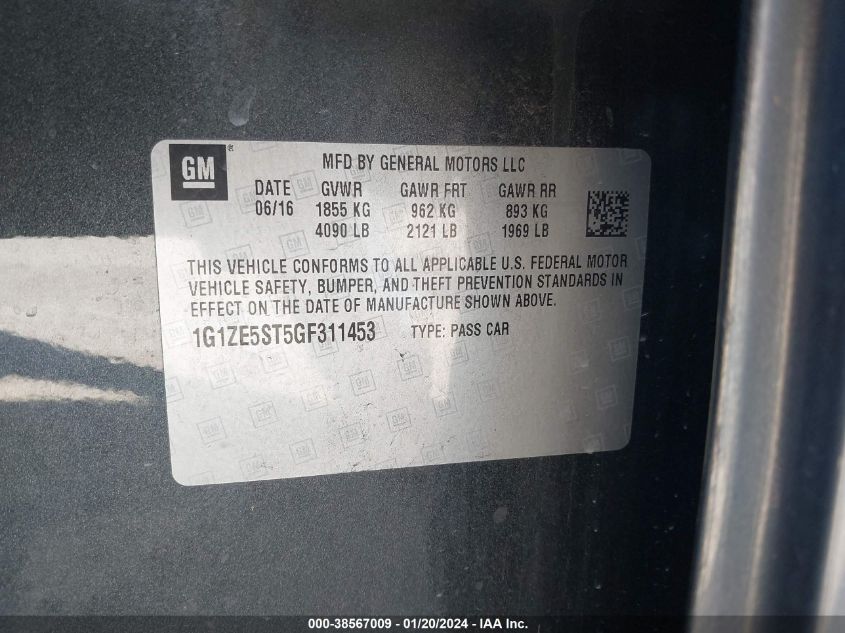 GM ® MFD BY GENERAL MOTORS LLC
DATE GVWR GAWR FRT GAWR RR
06/16 1855 KG 962 KG 893 KG
4090 LB 2121 LB 1969 LB
THIS VEHICLE CONFORMS TO ALL APPLICABLE U.S. FEDERAL MOTOR
VEHICLE SAFETY, BUMPER, AND THEFT PREVENTION STANDARDS IN
EFFECT ON THE DATE OF MANUFACTURE SHOWN ABOVE.
1G1ZE5ST5GF311453 TYPE: PASS CAR
000-38567009 - 01/20/2024 - IAA Inc.